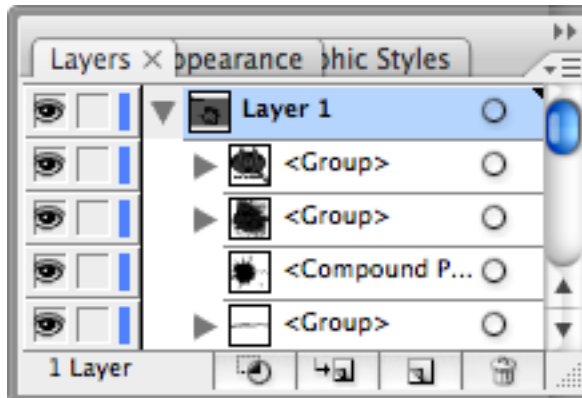 Layers × ppearance phic Styles
Layer 1
<Group>
<Group>
<Compound P...
<Group>
1 Layer